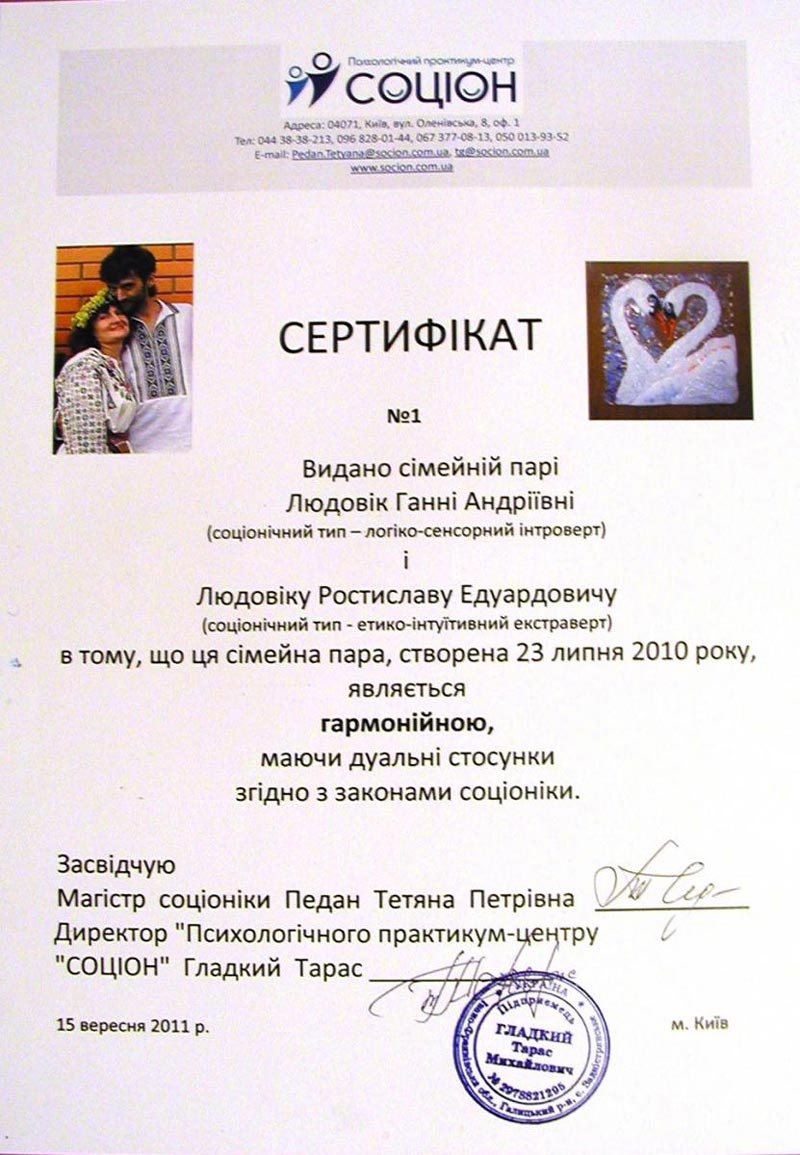 Психологічний практикум-центр
СОЦІОН
Адреса: 04071, Київ, вул. Оленівська, 8, оф. 1
Тел: 044 38-38-213, 096 828-01-44, 067 377-08-13, 050 013-93-52
E-mail: Pedan.Tetyana@socion.com.ua, tg@socion.com.ua
www.socion.com.ua
СЕРТИФІКАТ
№1
Видано сімейній парі
Людовік Ганні Андріївні
(соціонічний тип – логіко-сенсорний інтроверт)
і
Людовіку Ростиславу Едуардовичу
(соціонічний тип - етико-інтуїтивний екстраверт)
в тому, що ця сімейна пара, створена 23 липня 2010 року,
являється
гармонійною,
маючи дуальні стосунки
згідно з законами соціоніки.
Засвідчую
Магістр соціоніки Педан Тетяна Петрівна
Директор "Психологічного практикум-центру
"СОЦІОН" Гладкий Тарас
15 вересня 2011 р.
м. Київ
УКРАЇНА
Підприємець
ГЛАДКИЙ
Тарас
Михайлович
№ 2978821295
Івано-Франківська обл., Галицький р-н, с.